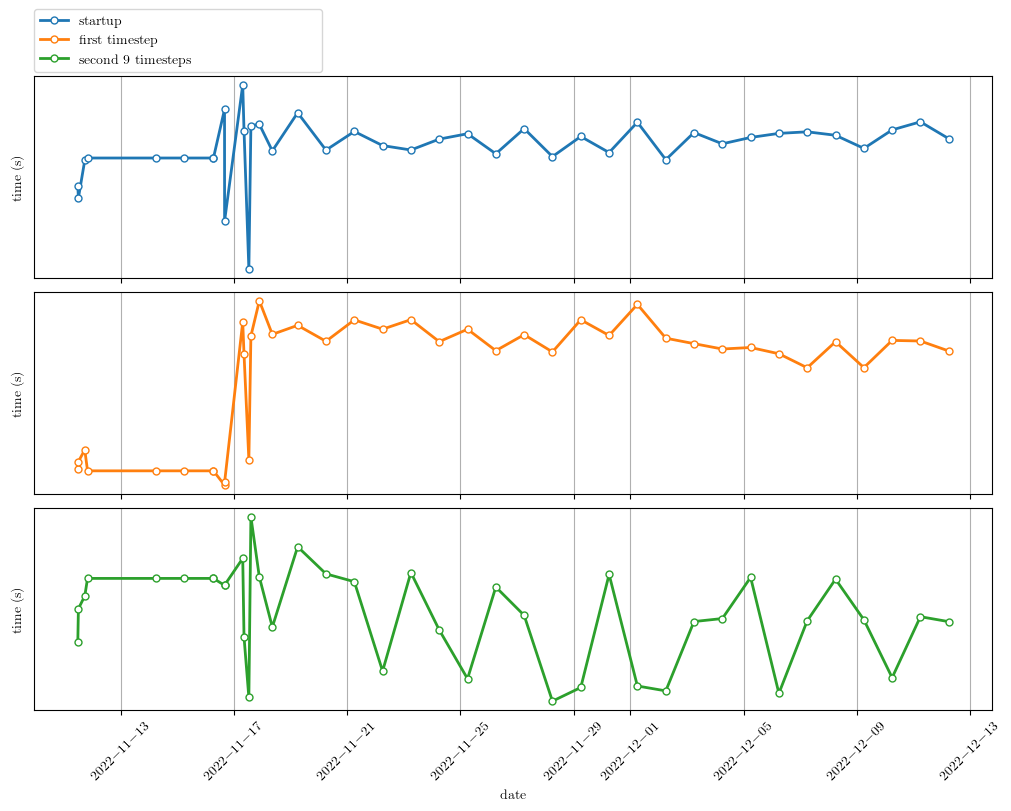 startup
first timestep
second 9 timesteps
time (s)
time (s)
time (s)
2022−11−13
2022−11−17
2022−11−21
2022−11−25
2022−11−29
2022−12−01
2022−12−05
2022−12−09
2022−12−13
date